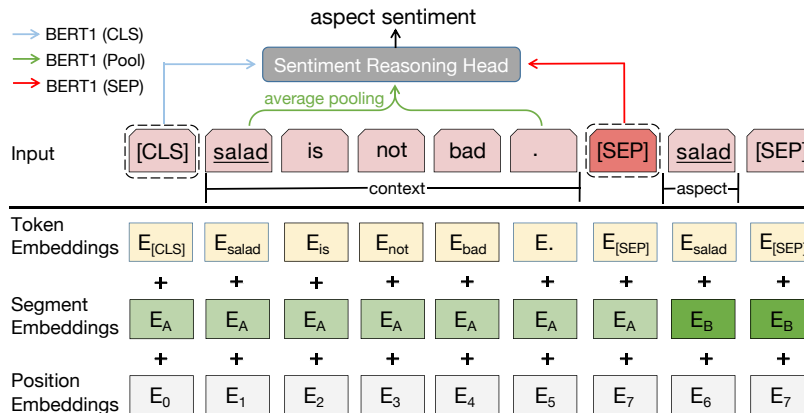 aspect sentiment
BERT1 (CLS)
BERT1 (Pool)
BERT1 (SEP)
Sentiment Reasoning Head
average pooling
Input [CLS] salad is not bad . [SEP] salad [SEP]
context aspect
Token Embeddings E[CLS] Esalad Eis Enot Ebad E. E[SEP] Esalad E[SEP]
+ + + + + + + + +
Segment Embeddings EA EA EA EA EA EA EA EB EB
+ + + + + + + + +
Position Embeddings E0 E1 E2 E3 E4 E5 E7 E6 E7